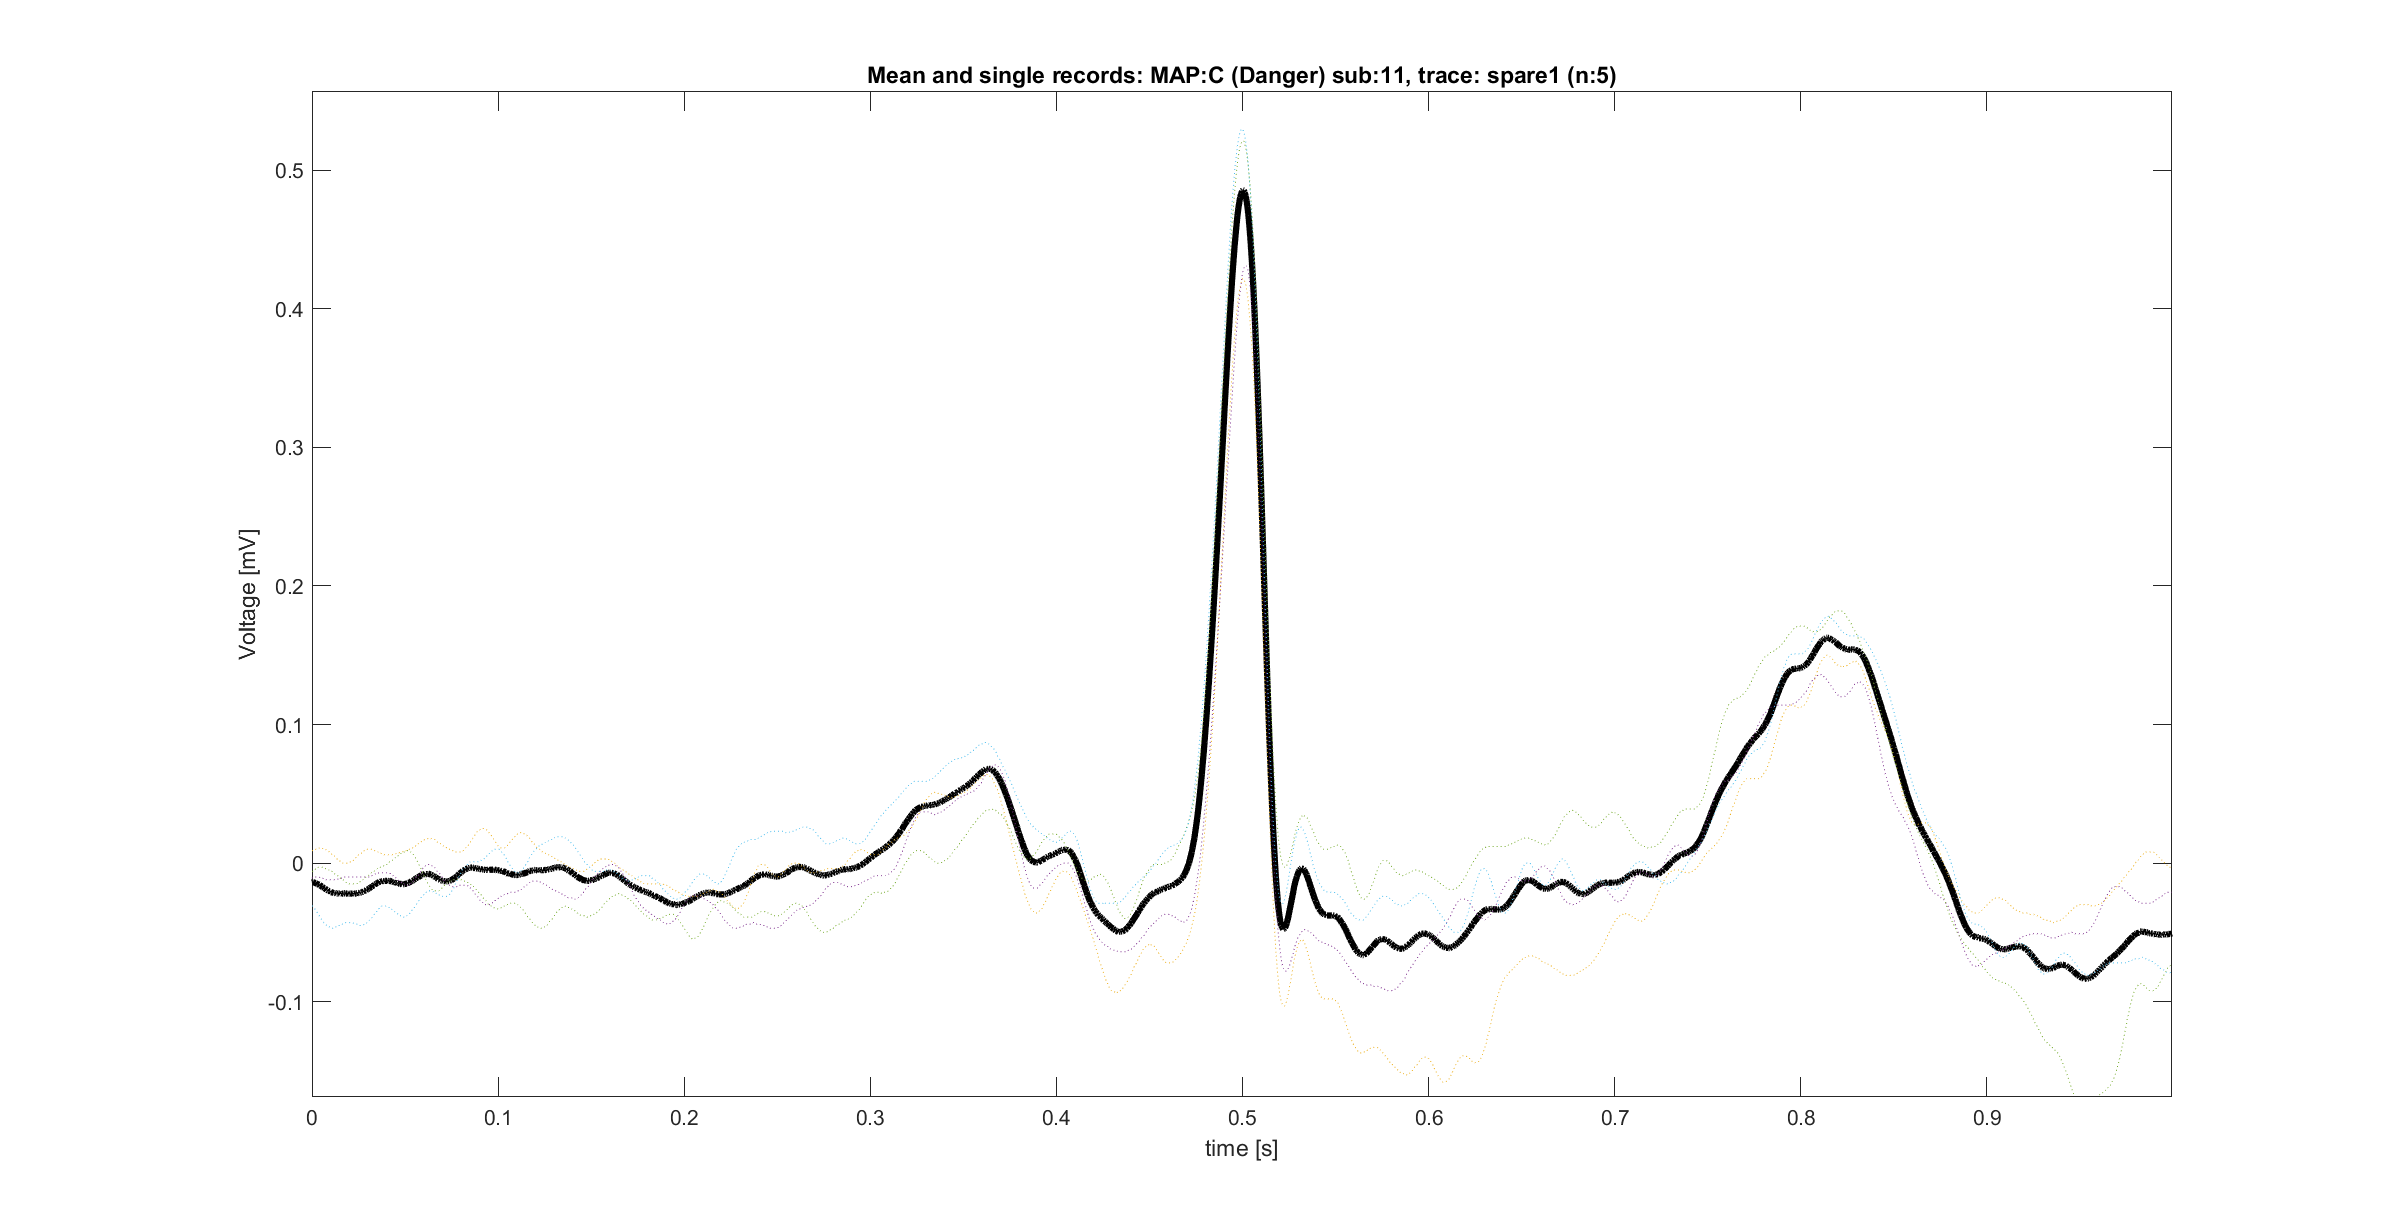 Mean and single records: MAP:C (Danger) sub:11, trace: spare1 (n:5)
0.5
0.4
0.3
0.2
0.1
0
-0.1
Voltage [mV]
0 0.1 0.2 0.3 0.4 0.5 0.6 0.7 0.8 0.9
time [s]